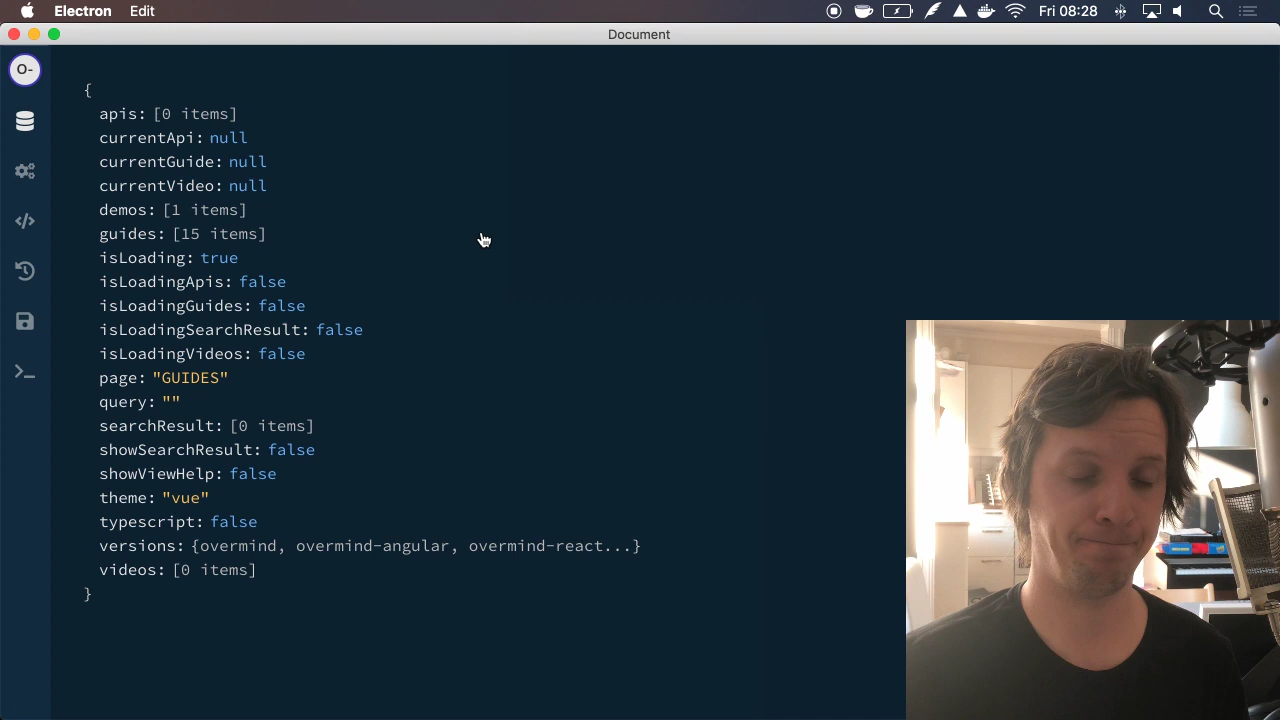 Electron Edit Fri 08:28
Document
O-
{
apis: [0 items]
currentApi: null
currentGuide: null
currentVideo: null
demos: [1 items]
guides: [15 items]
isLoading: true
isLoadingApis: false
isLoadingGuides: false
isLoadingSearchResult: false
isLoadingVideos: false
page: "GUIDES"
query: ""
searchResult: [0 items]
showSearchResult: false
showViewHelp: false
theme: "vue"
typescript: false
versions: {overmind, overmind-angular, overmind-react...}
videos: [0 items]
}